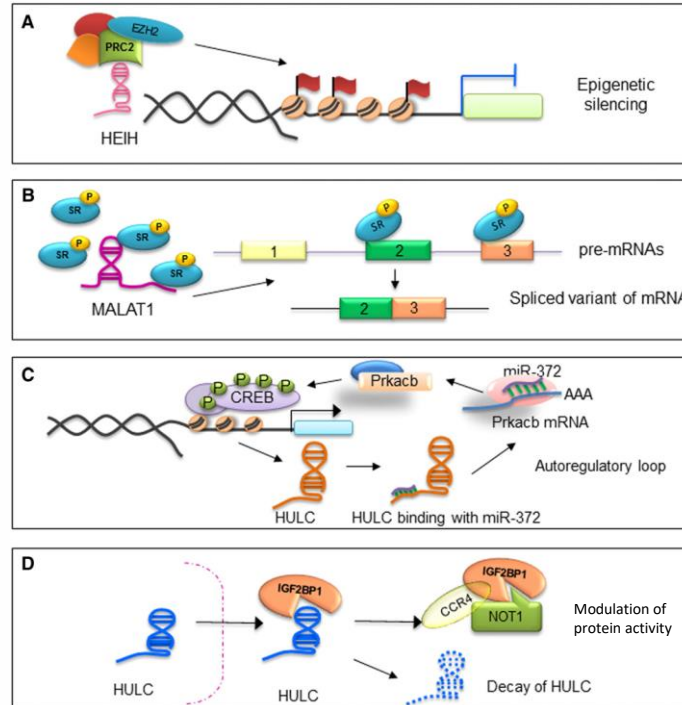 A
EZH2
PRC2
HEIH
Epigenetic
silencing
B
P
SR
P
SR
P
SR
P
SR
MALAT1
1
P
SR
2
P
SR
3
pre-mRNAs
2
3
Spliced variant of mRNA
C
P
P
P
P
P
CREB
Prkacb
miR-372
AAA
Prkacb mRNA
HULC
HULC binding with miR-372
Autoregulatory loop
D
HULC
IGF2BP1
HULC
IGF2BP1
CCR4
NOT1
Modulation of
protein activity
Decay of HULC